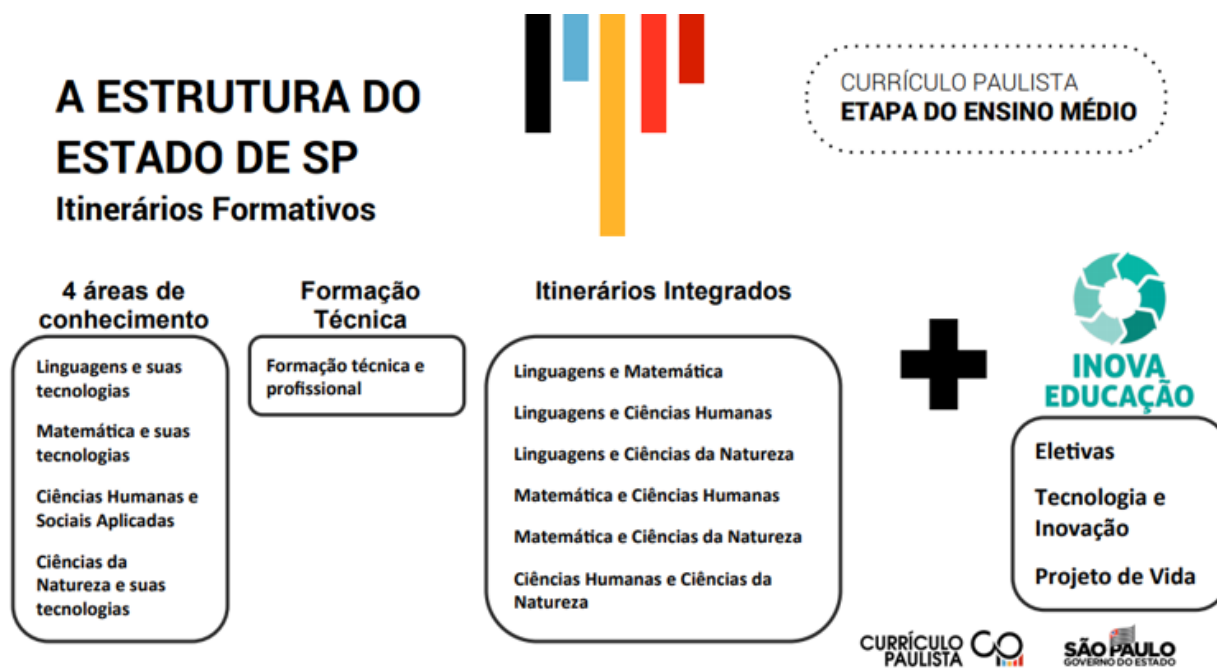 A ESTRUTURA DO
ESTADO DE SP
Itinerários Formativos
CURRÍCULO PAULISTA
ETAPA DO ENSINO MÉDIO
4 áreas de
conhecimento
Linguagens e suas
tecnologias
Matemática e suas
tecnologias
Ciências Humanas e
Sociais Aplicadas
Ciências da
Natureza e suas
tecnologias
Formação
Técnica
Formação técnica e
profissional
Itinerários Integrados
Linguagens e Matemática
Linguagens e Ciências Humanas
Linguagens e Ciências da Natureza
Matemática e Ciências Humanas
Matemática e Ciências da Natureza
Ciências Humanas e Ciências da
Natureza
INOVA
EDUCAÇÃO
Eletivas
Tecnologia e
Inovação
Projeto de Vida
CURRÍCULO
PAULISTA
SÃO PAULO
GOVERNO DO ESTADO